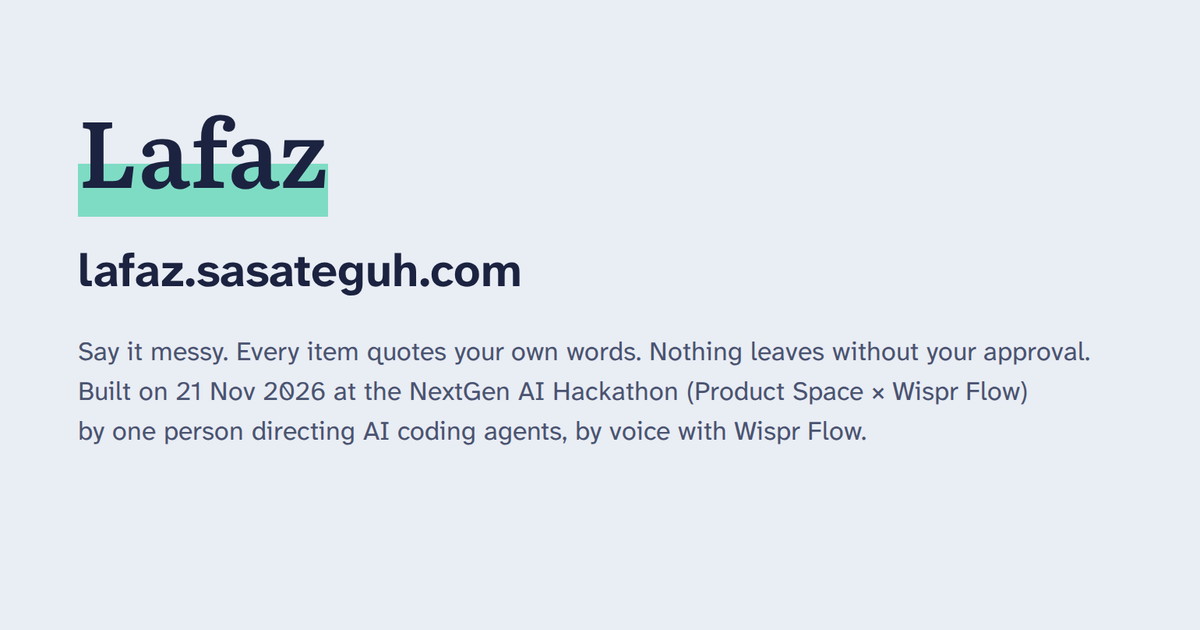 Lafaz
lafaz.sasateguh.com
Say it messy. Every item quotes your own words. Nothing leaves without your approval.
Built on 21 Nov 2026 at the NextGen AI Hackathon (Product Space × Wispr Flow)
by one person directing AI coding agents, by voice with Wispr Flow.